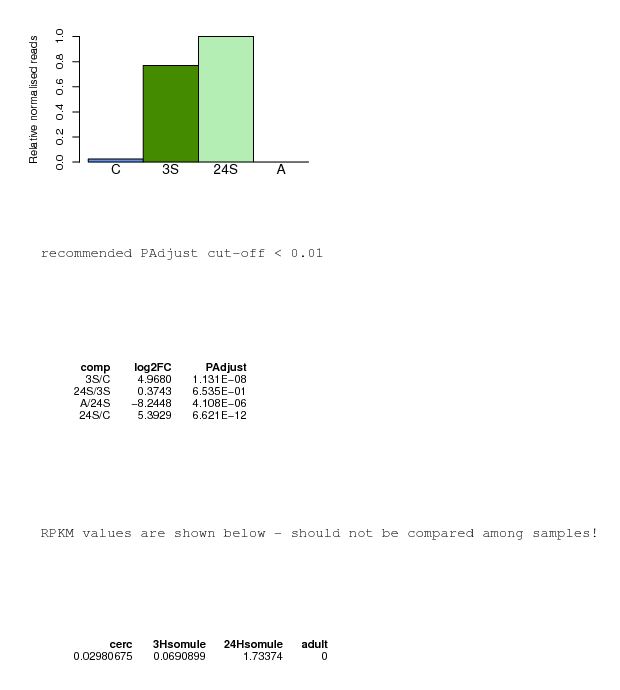 Relative normalised reads
1.0
0.8
0.6
0.4
0.2
0.0
C 3S 24S A
recommended PAdjust cut-off < 0.01
comp log2FC PAdjust
3S/C 4.9680 1.131E−08
24S/3S 0.3743 6.535E−01
A/24S −8.2448 4.108E−06
24S/C 5.3929 6.621E−12
RPKM values are shown below - should not be compared among samples!
cerc 3Hsomule 24Hsomule adult
0.02980675 0.0690899 1.73374 0